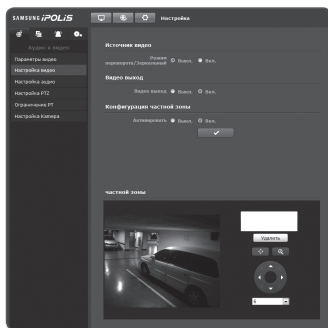 SAMSUNG iPOLiS
Настройка
Аудио и видео
Параметры видео
Настройка видео
Настройка аудио
Настройка PTZ
Ограничение PT
Настройка Камера
Источник видео
Режим переворота/Зеркальный Выкл. Вкл.
Видео выход
Видео выход Выкл. Вкл.
Конфигурация частной зоны
Активировать Выкл. Вкл.
частной зоны
Удалить
6